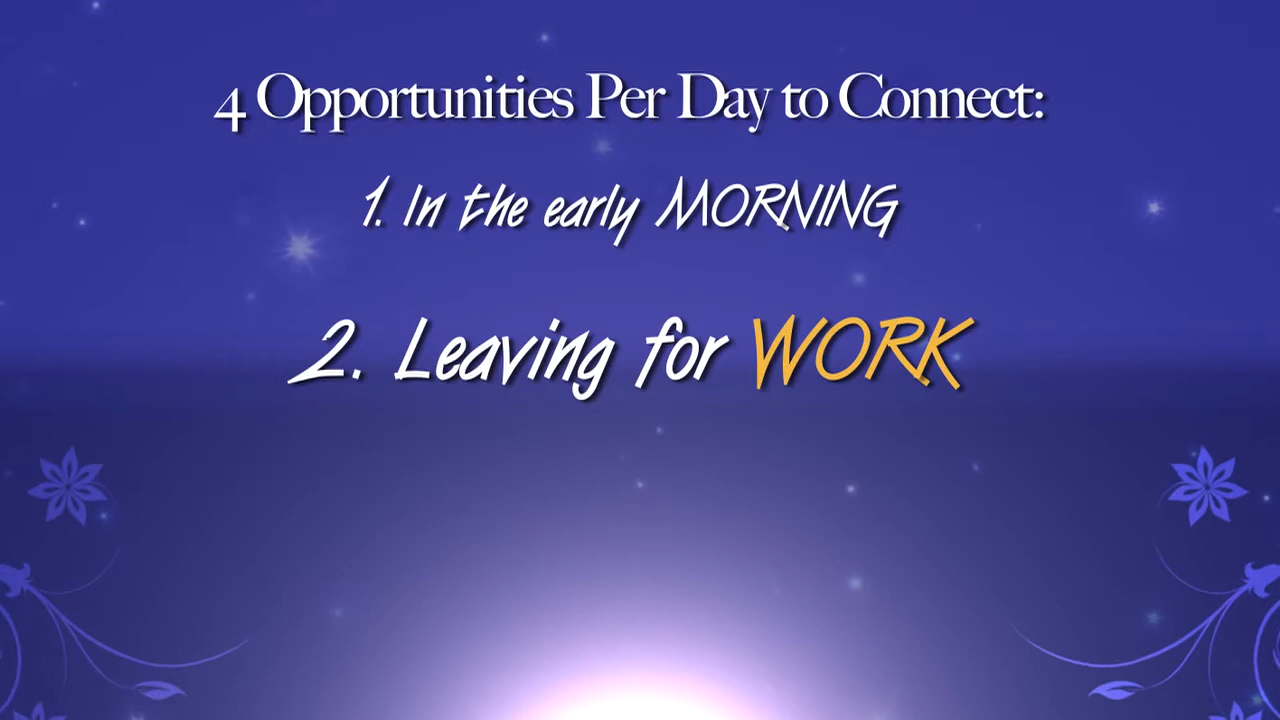 4 Opportunities Per Day to Connect:
1. In the early MORNING
2. Leaving for WORK